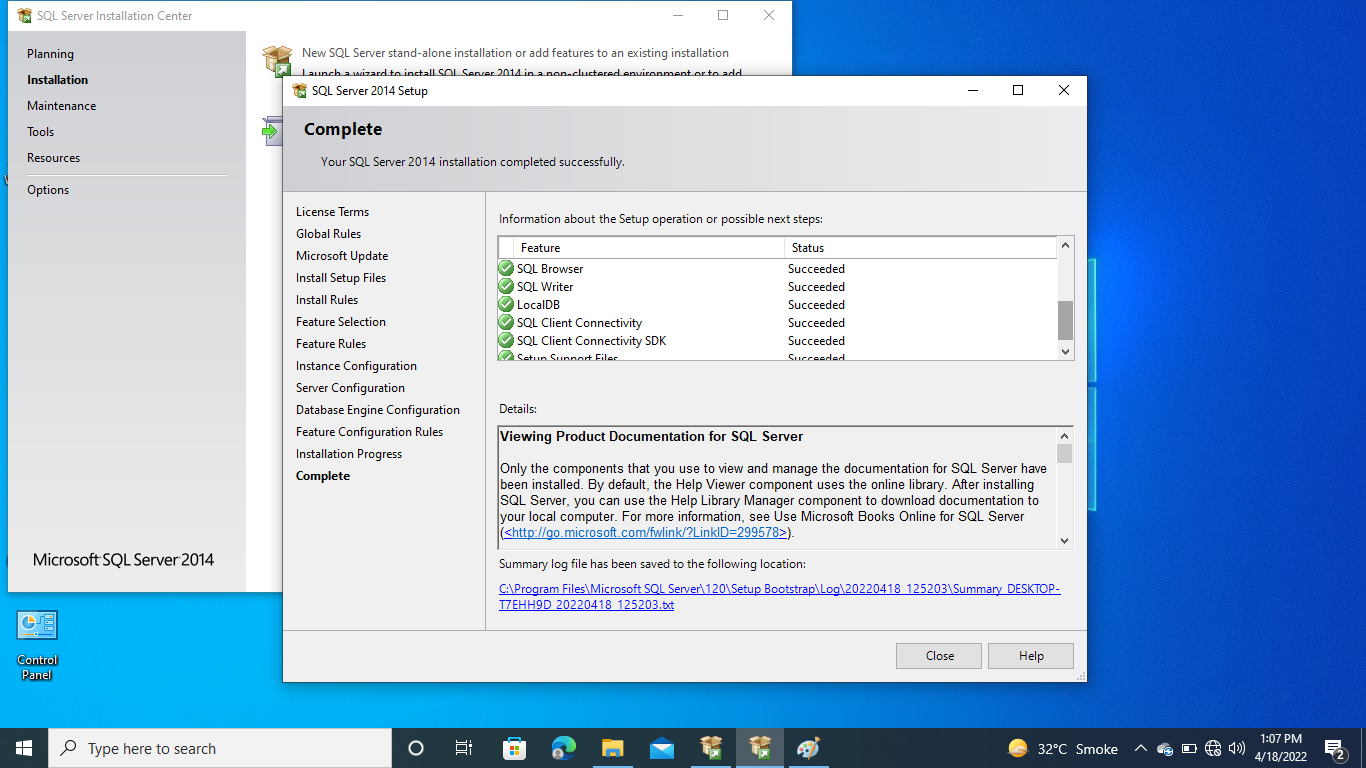 SQL Server Installation Center
Planning
Installation
Maintenance
Tools
Resources
Options
Microsoft SQL Server 2014
New SQL Server stand-alone installation or add features to an existing installation
Launch a wizard to install SQL Server 2014 in a non-clustered environment or to add
SQL Server 2014 Setup
Complete
Your SQL Server 2014 installation completed successfully.
License Terms
Global Rules
Microsoft Update
Install Setup Files
Install Rules
Feature Selection
Feature Rules
Instance Configuration
Server Configuration
Database Engine Configuration
Feature Configuration Rules
Installation Progress
Complete
Information about the Setup operation or possible next steps:
Feature Status
SQL Browser Succeeded
SQL Writer Succeeded
LocalDB Succeeded
SQL Client Connectivity Succeeded
SQL Client Connectivity SDK Succeeded
Setup Support Files Succeeded
Details:
Viewing Product Documentation for SQL Server
Only the components that you use to view and manage the documentation for SQL Server have
been installed. By default, the Help Viewer component uses the online library. After installing
SQL Server, you can use the Help Library Manager component to download documentation to
your local computer. For more information, see Use Microsoft Books Online for SQL Server
(<http://go.microsoft.com/fwlink/?LinkID=299578>).
Summary log file has been saved to the following location:
C:\Program Files\Microsoft SQL Server\120\Setup Bootstrap\Log\20220418_125203\Summary_DESKTOP-
T7EHH9D_20220418_125203.txt
Close Help
Control
Panel
Type here to search
32°C Smoke
1:07 PM
4/18/2022
2